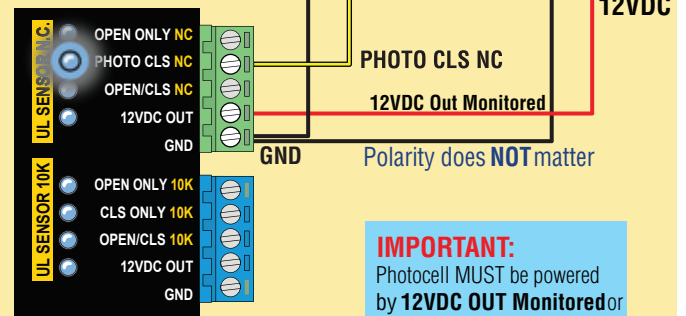 12VDC
UL SENSOR N.C.
OPEN ONLY NC
PHOTO CLS NC
OPEN/CLS NC
12VDC OUT
GND
PHOTO CLS NC
12VDC Out Monitored
GND
Polarity does NOT matter
UL SENSOR 10K
OPEN ONLY 10K
CLS ONLY 10K
OPEN/CLS 10K
12VDC OUT
GND
IMPORTANT:
Photocell MUST be powered
by 12VDC OUT Monitored or